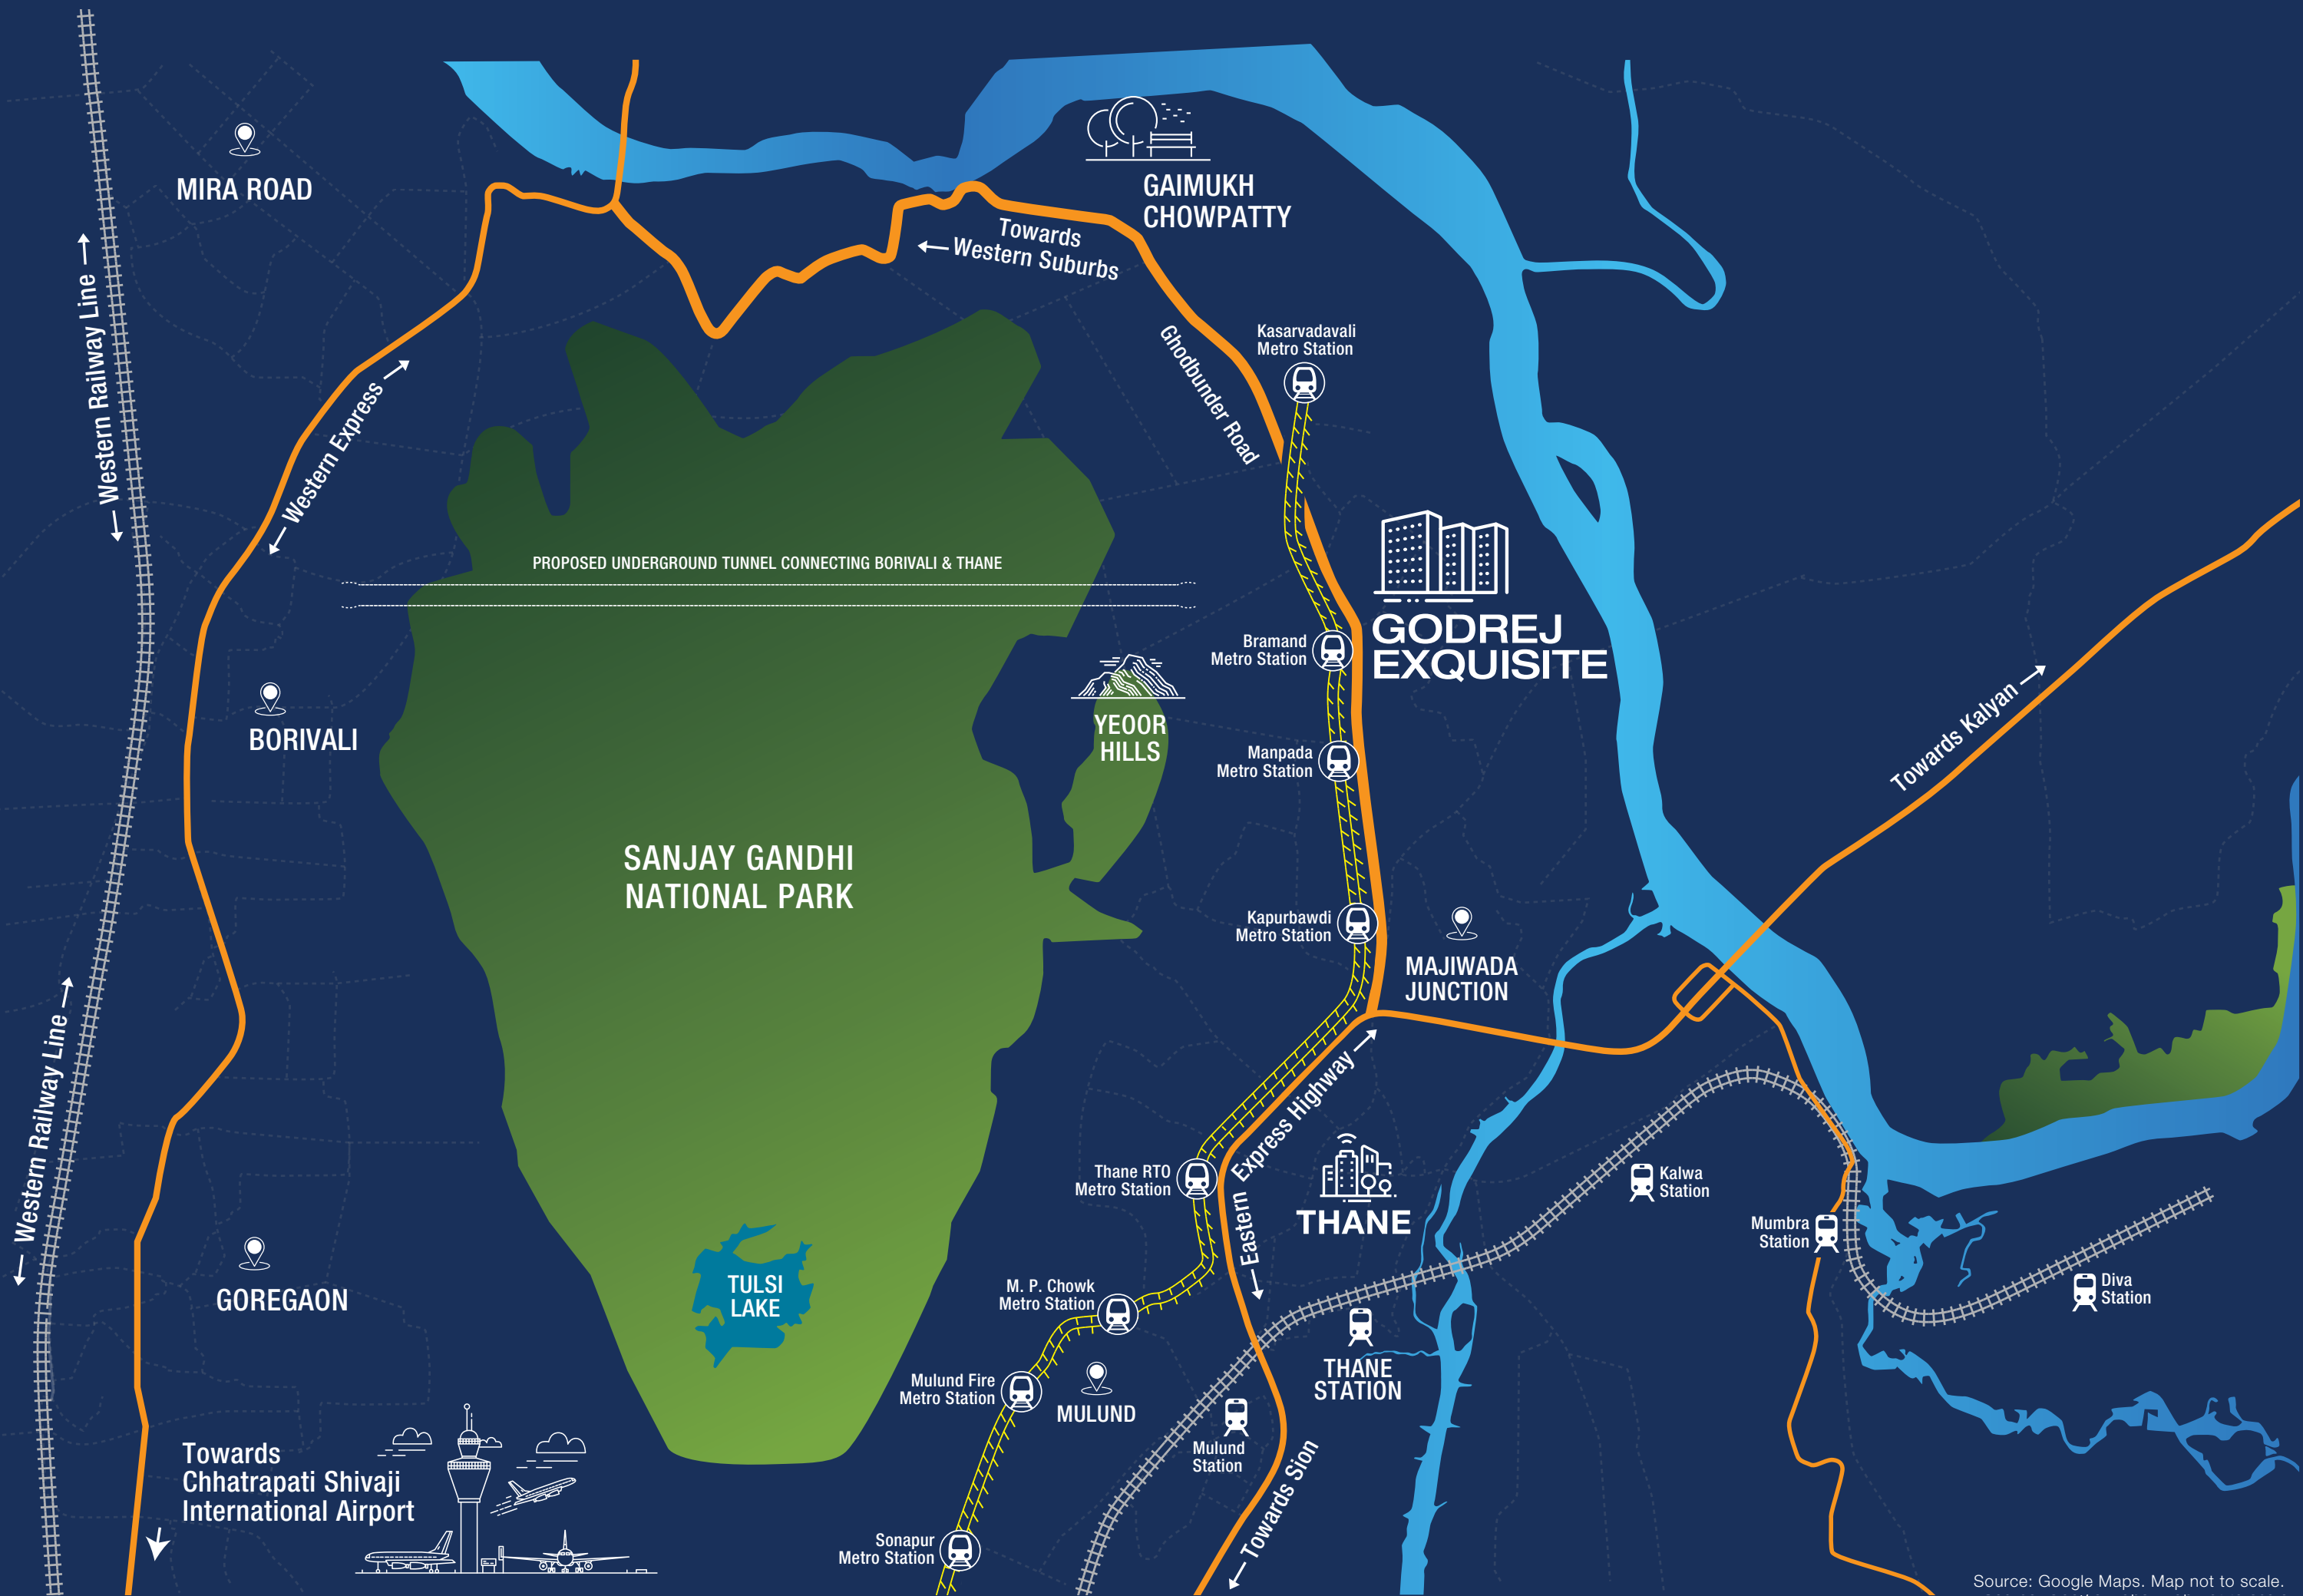 MIRA ROAD
GAIMUKH
CHOWPATTY
Towards
Western Suburbs
Western Railway Line
Western Express
Ghodbunder Road
Kasarvadavali
Metro Station
PROPOSED UNDERGROUND TUNNEL CONNECTING BORIVALI & THANE
GODREJ
EXQUISITE
Bramand
Metro Station
YEOOR
HILLS
BORIVALI
Manpada
Metro Station
Towards Kalyan
SANJAY GANDHI
NATIONAL PARK
Kapurbawdi
Metro Station
MAJIWADA
JUNCTION
Western Railway Line
Eastern Express Highway
Thane RTO
Metro Station
THANE
Kalwa
Station
Mumbra
Station
Diva
Station
GOREGAON
TULSI
LAKE
M. P. Chowk
Metro Station
THANE
STATION
Mulund Fire
Metro Station
MULUND
Mulund
Station
Towards
Chhatrapati Shivaji
International Airport
Towards Sion
Sonapur
Metro Station
Source: Google Maps. Map not to scale.